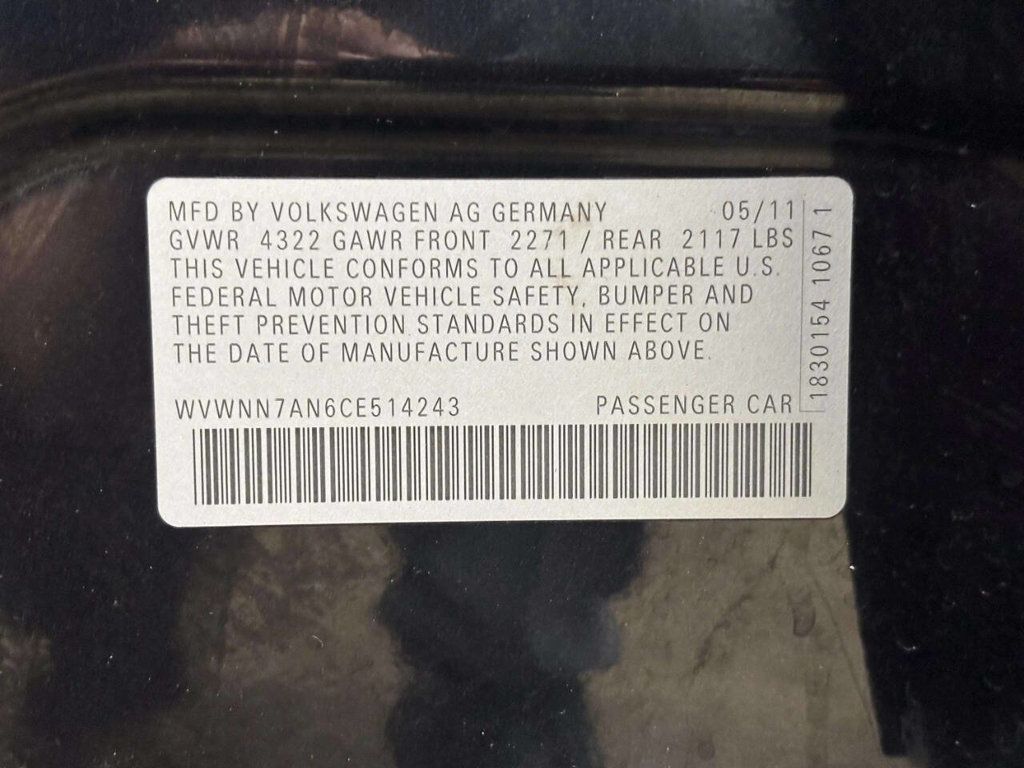 MFD BY VOLKSWAGEN AG GERMANY 05/11
GVWR 4322 GAWR FRONT 2271 / REAR 2117 LBS
THIS VEHICLE CONFORMS TO ALL APPLICABLE U.S.
FEDERAL MOTOR VEHICLE SAFETY, BUMPER AND
THEFT PREVENTION STANDARDS IN EFFECT ON
THE DATE OF MANUFACTURE SHOWN ABOVE.
WVWNN7AN6CE514243 PASSENGER CAR
1830154 1067 1